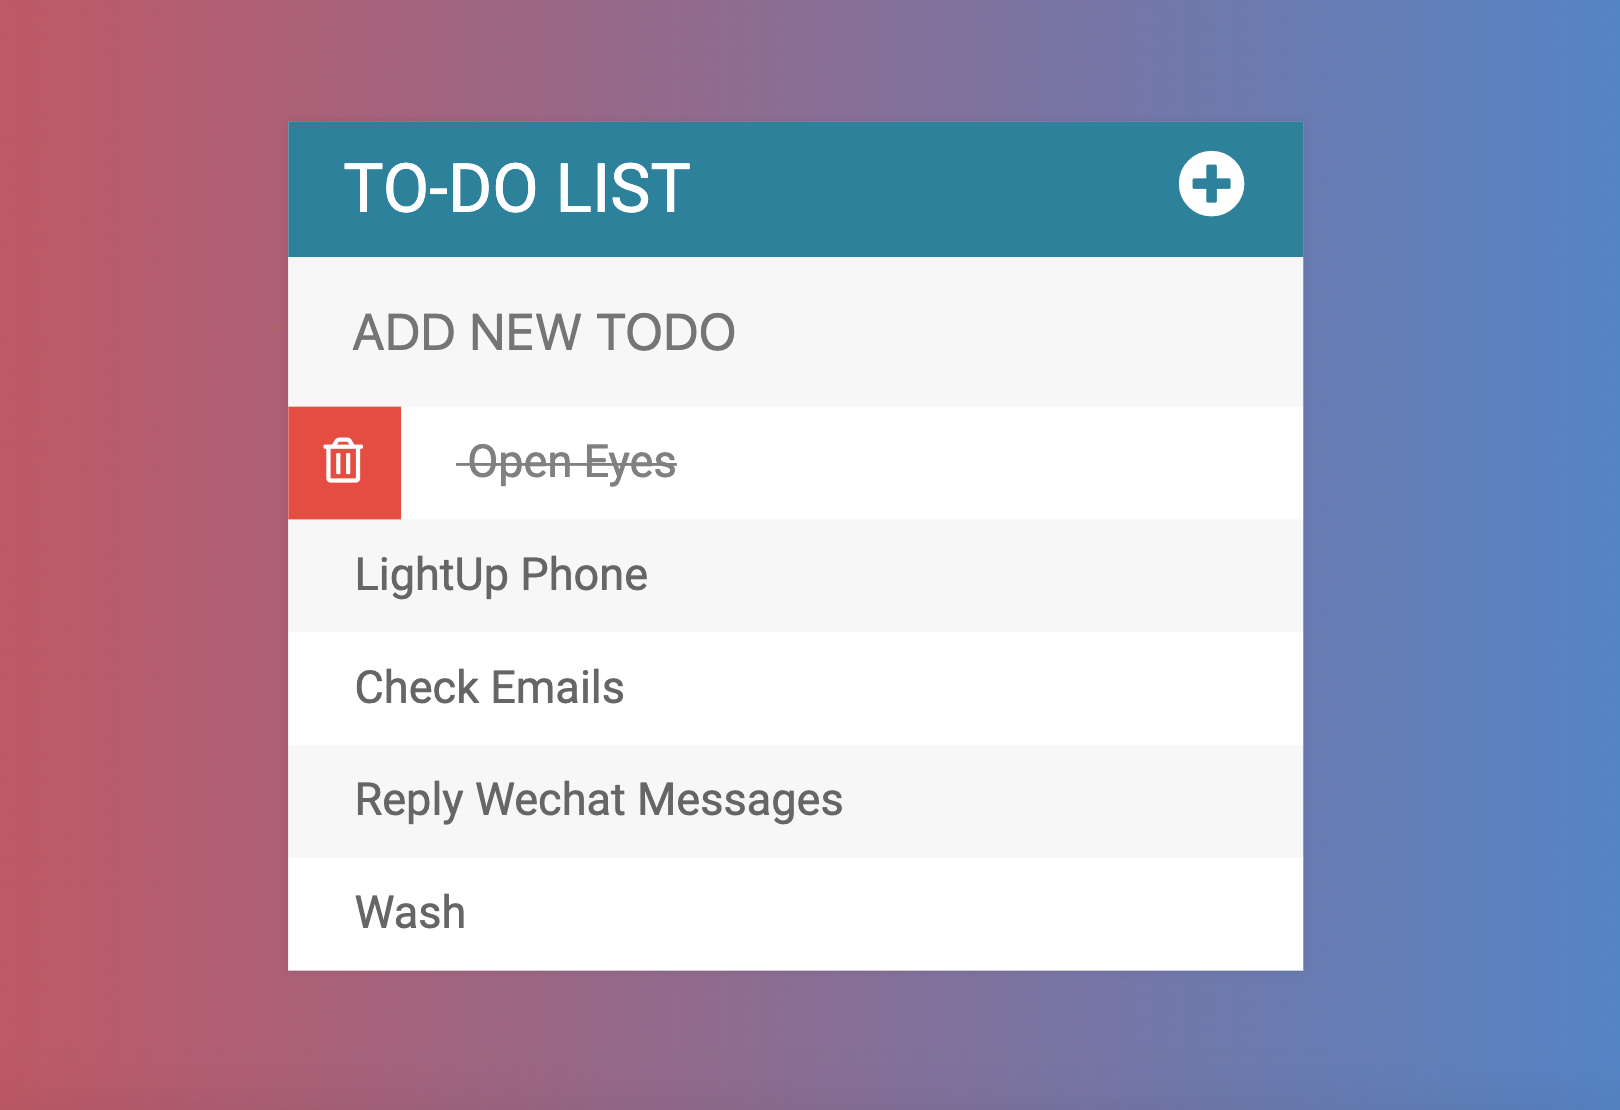 TO-DO LIST
ADD NEW TODO
Open Eyes
LightUp Phone
Check Emails
Reply Wechat Messages
Wash